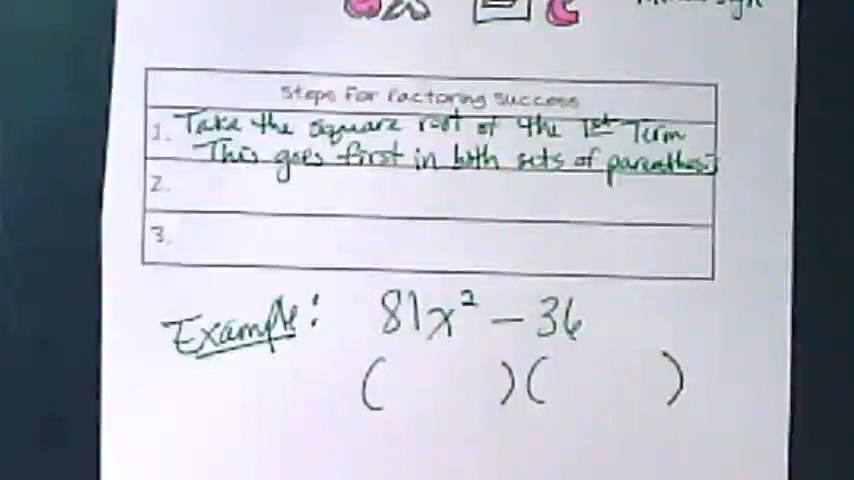 Steps for Factoring Success
1. Take the square root of the 1st Term
This goes first in both sets of parenthesis
2.
3.
Example: 81x² - 36
( )( )